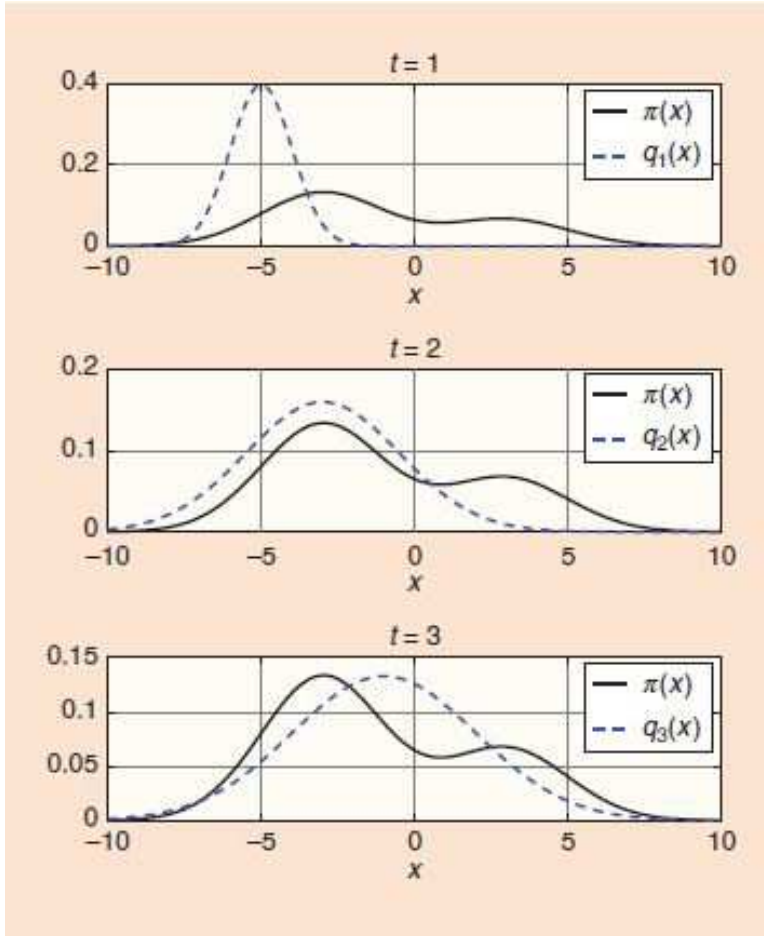 t = 1
0.4
0.2
0
π(x)
q1(x)
–10 –5 0 5 10
x
t = 2
0.2
0.1
0
π(x)
q2(x)
–10 –5 0 5 10
x
t = 3
0.15
0.1
0.05
0
π(x)
q3(x)
–10 –5 0 5 10
x